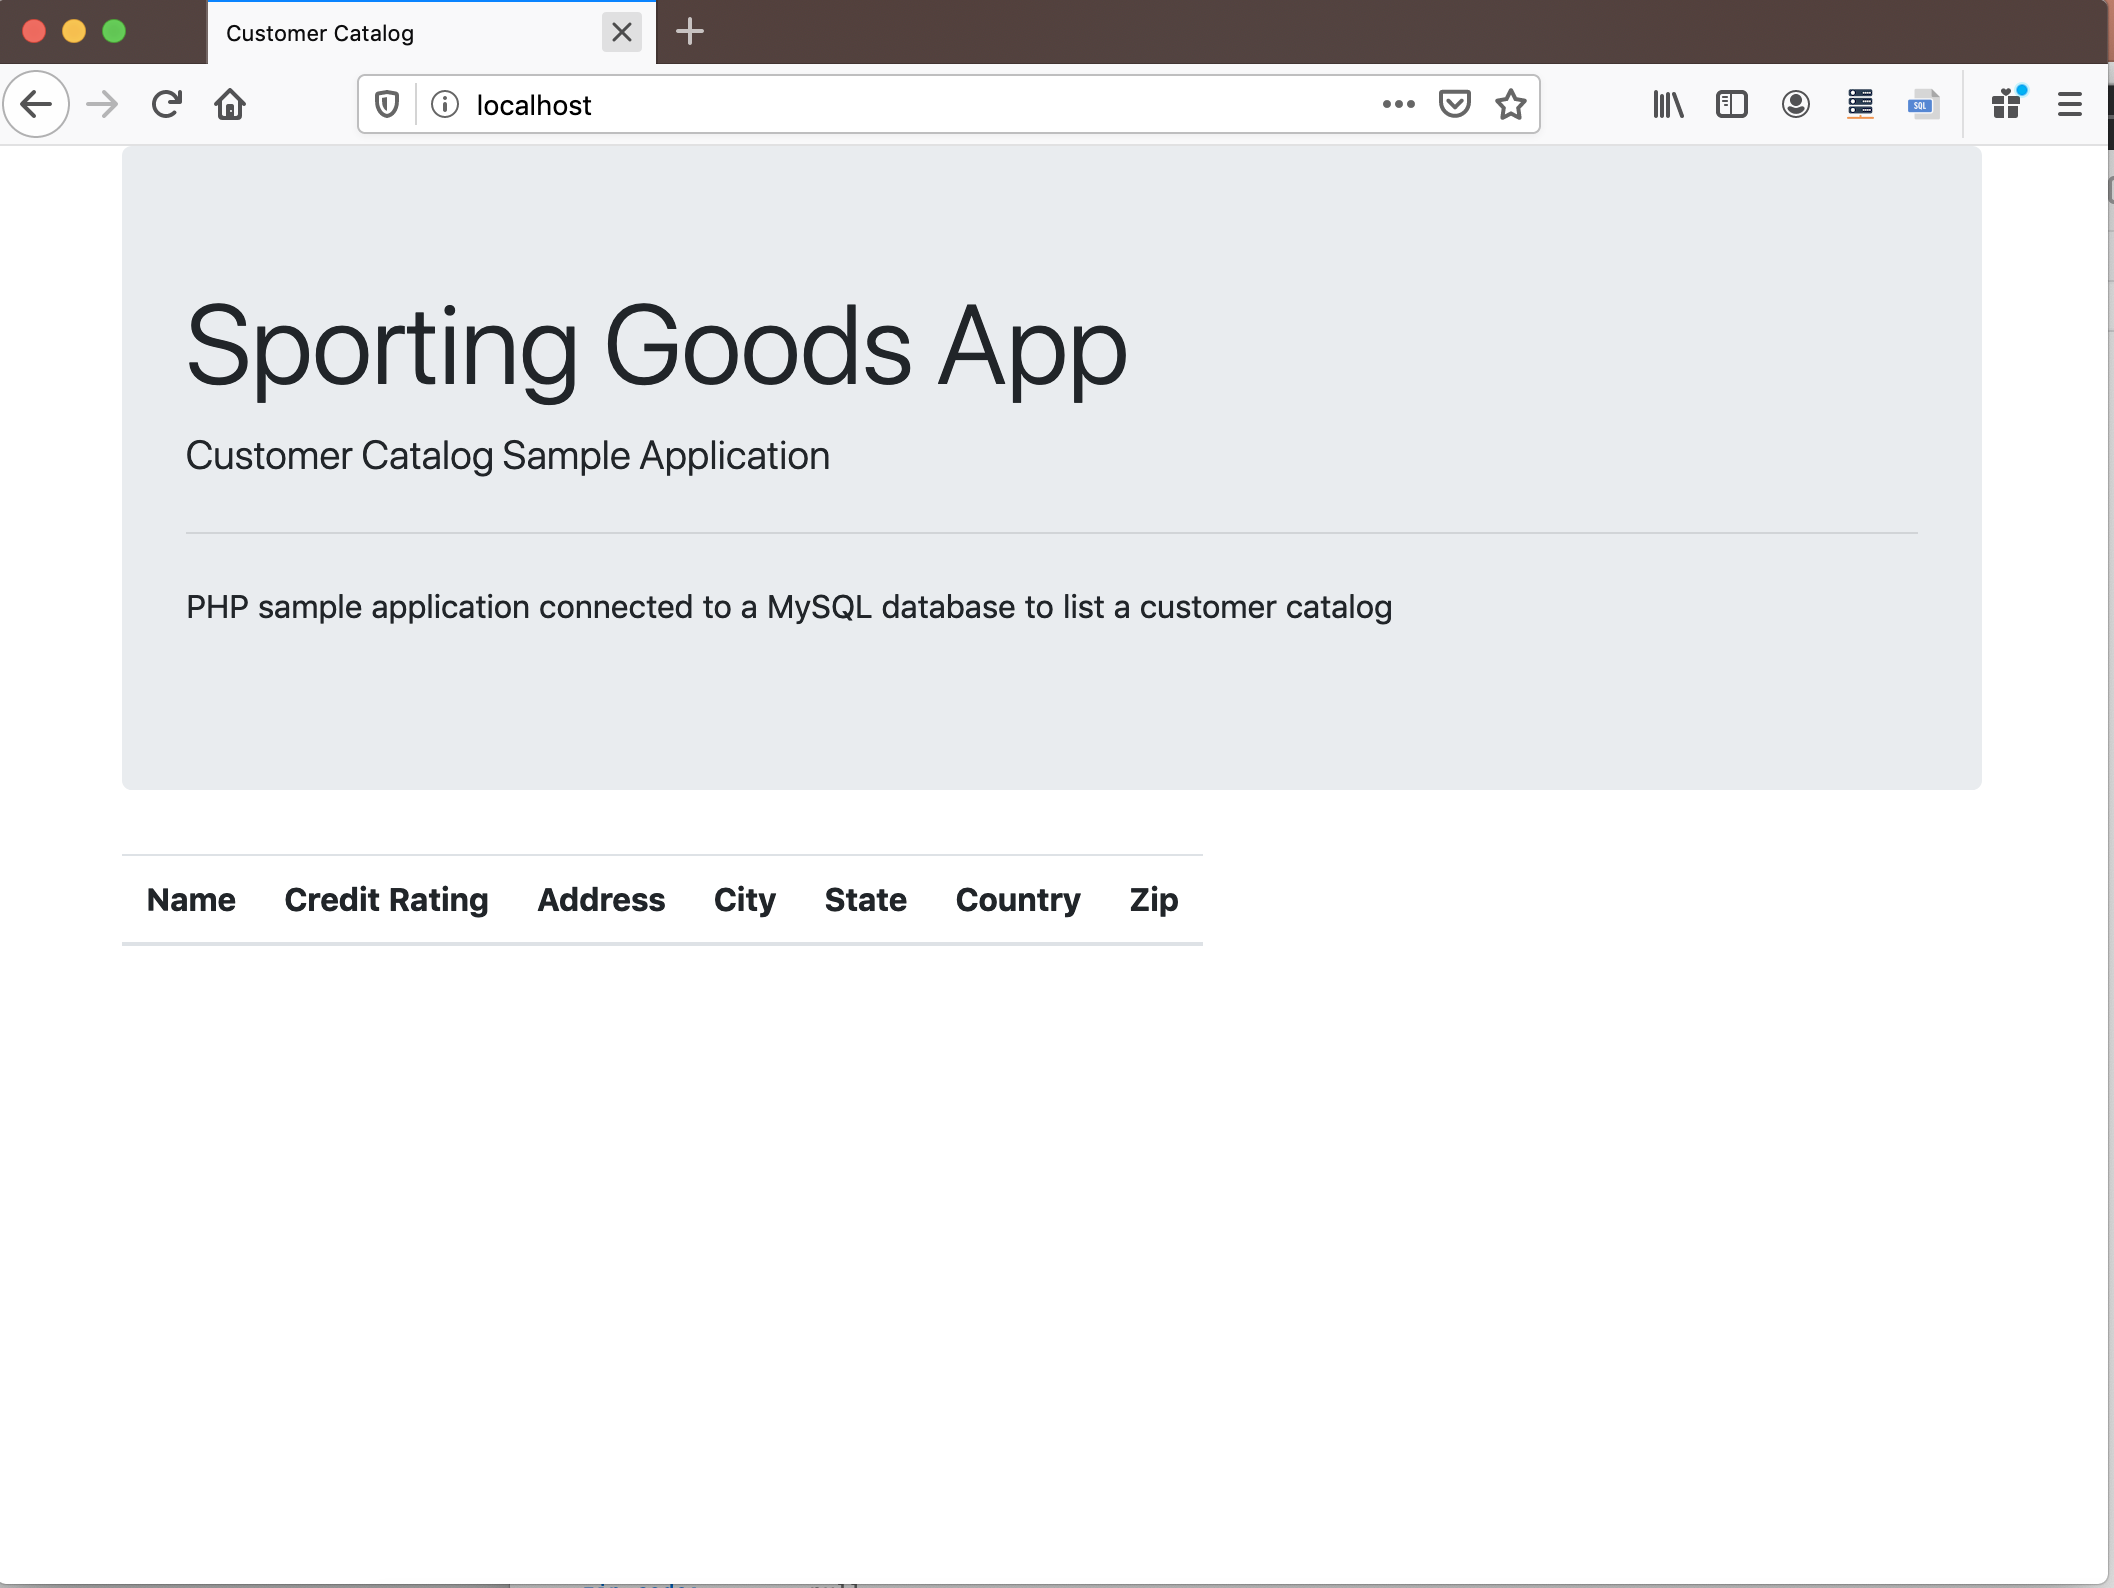 Customer Catalog
localhost
SQL
Sporting Goods App
Customer Catalog Sample Application
PHP sample application connected to a MySQL database to list a customer catalog
Name Credit Rating Address City State Country Zip